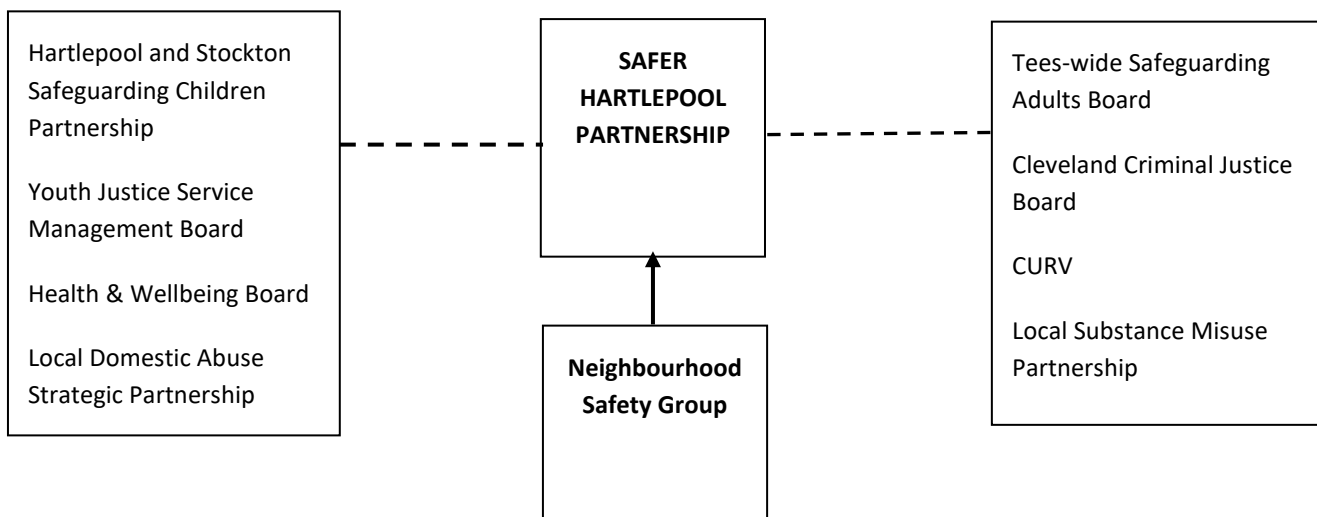 Hartlepool and Stockton
Safeguarding Children
Partnership
Youth Justice Service
Management Board
Health & Wellbeing Board
Local Domestic Abuse
Strategic Partnership
SAFER
HARTLEPOOL
PARTNERSHIP
Neighbourhood
Safety Group
Tees-wide Safeguarding
Adults Board
Cleveland Criminal Justice
Board
CURV
Local Substance Misuse
Partnership